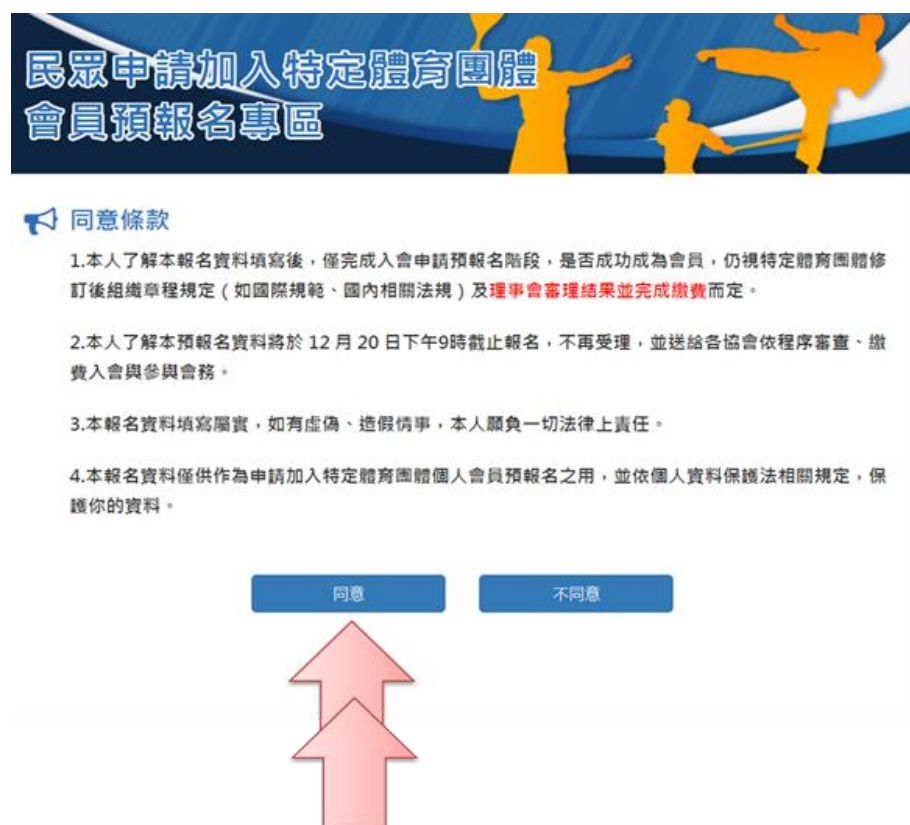 民眾申請加入特定體育團體
會員預報名專區
同意條款
1.本人了解本報名資料填寫後，僅完成入會申請預報名階段，是否成功成為會員，仍視特定體育團體修
訂後組織章程規定（如國際規範、國內相關法規）及理事會審理結果並完成繳費而定。
2.本人了解本預報名資料將於 12 月 20 日下午9時截止報名，不再受理，並送給各協會依程序審查、繳
費入會與參與會務。
3.本報名資料填寫屬實，如有虛偽、造假情事，本人願負一切法律上責任。
4.本報名資料僅供作為申請加入特定體育團體個人會員預報名之用，並依個人資料保護法相關規定，保
護你的資料。
同意
不同意